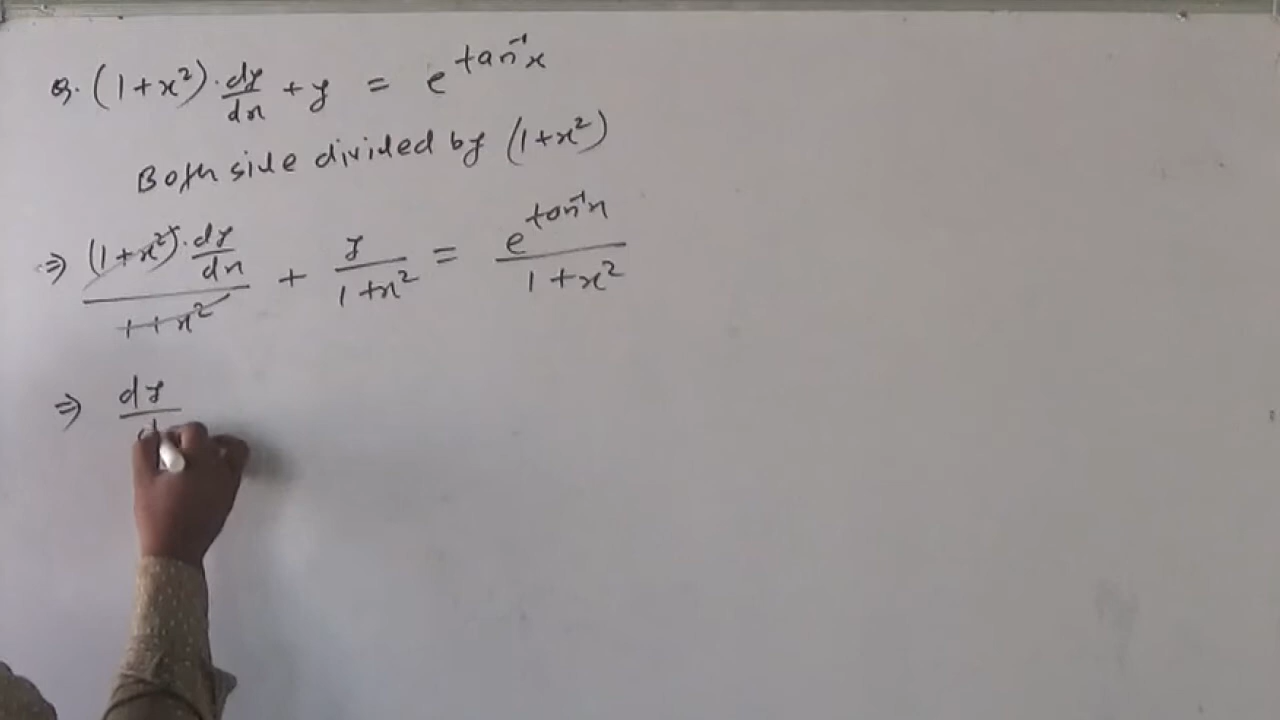 Q. (1+x²)·dy/dx + y = e^tan⁻¹x
Both side divided by (1+x²)
⇒ (1+x²)·dy/dx / 1+x² + y / 1+x² = e^tan⁻¹x / 1+x²
⇒ dy / d